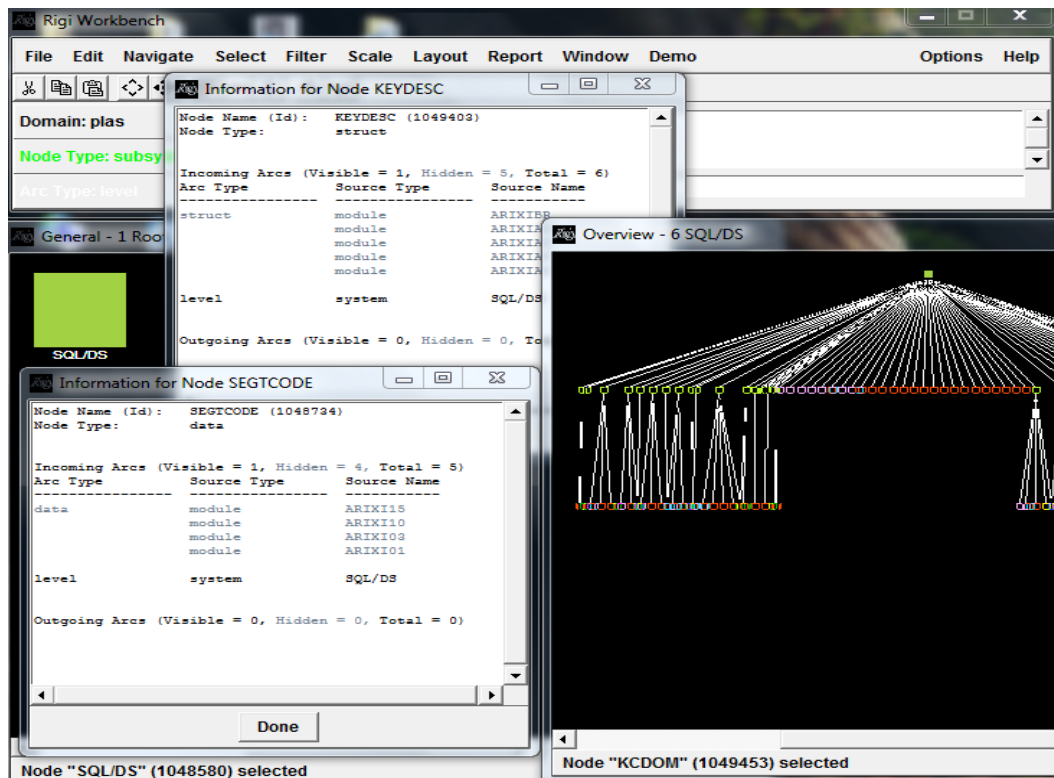 Rigi Workbench
File Edit Navigate Select Filter Scale Layout Report Window Demo Options Help
Domain: plas
Node Type: subsy
Arc Type: level
Information for Node KEYDESC
Node Name (Id): KEYDESC (1049403)
Node Type: struct
Incoming Arcs (Visible = 1, Hidden = 5, Total = 6)
Arc Type Source Type Source Name
struct module ARIXIBR
module ARIXIA
module ARIXIA
module ARIXIA
module ARIXIA
level system SQL/DS
Outgoing Arcs (Visible = 0, Hidden = 0, To
General - 1 Roo
SQL/DS
Information for Node SEGTCODE
Node Name (Id): SEGTCODE (1048734)
Node Type: data
Incoming Arcs (Visible = 1, Hidden = 4, Total = 5)
Arc Type Source Type Source Name
data module ARIXI15
module ARIXI10
module ARIXI03
module ARIXI01
level system SQL/DS
Outgoing Arcs (Visible = 0, Hidden = 0, Total = 0)
Done
Node "SQL/DS" (1048580) selected
Overview - 6 SQL/DS
Node "KCDOM" (1049453) selected